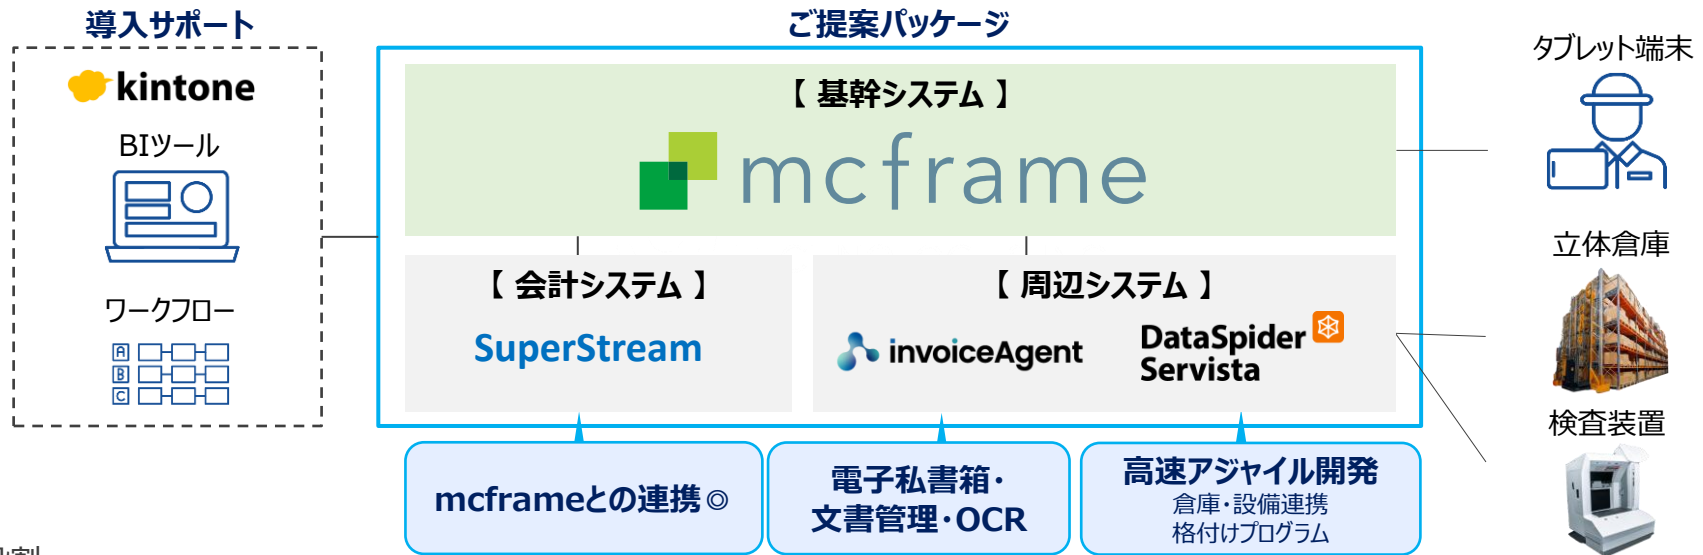 導入サポート
kintone
BIツール
ワークフロー
A
B
C
ご提案パッケージ
【 基幹システム 】
mcframe
【 会計システム 】
SuperStream
【 周辺システム 】
invoiceAgent
DataSpider
Servista
mcframeとの連携◎
電子私書箱・
文書管理・OCR
高速アジャイル開発
倉庫・設備連携
格付けプログラム
タブレット端末
立体倉庫
検査装置